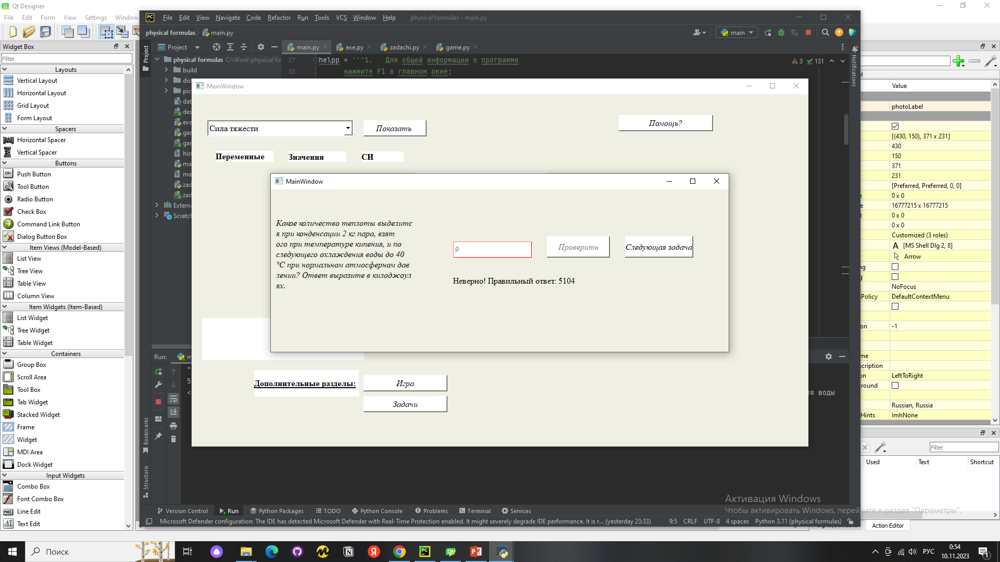 Qt Designer
File Edit Form View Settings Window
Widget Box
Filter
Layouts
Vertical Layout
Horizontal Layout
Grid Layout
Form Layout
Spacers
Horizontal Spacer
Vertical Spacer
Buttons
Push Button
Tool Button
Radio Button
Check Box
Command Link Button
Dialog Button Box
Item Views (Model-Based)
List View
Tree View
Table View
Column View
Item Widgets (Item-Based)
List Widget
Tree Widget
Table Widget
Containers
Group Box
Scroll Area
Tool Box
Tab Widget
Stacked Widget
Frame
Widget
MDI Area
Dock Widget
Input Widgets
Combo Box
Font Combo Box
Line Edit
Text Edit
File Edit View Navigate Code Refactor Run Tools VCS Window Help physical formulas - main.py
physical formulas main.py
main
Project
main.py exe.py zadachi.py game.py
Project
physical formulas C:\Work\physical fo
build
dis
pic
dat
des
exe
gar
gar
hist
ma
ma
zad
zad
Extern
Scratch
37 helpp = '''1. Для общей информации о программе
38 нажмите F1 в главном окне;
3 131
Notifications
MainWindow
Сила тяжести
Показать
Помощь?
Переменные Значения СИ
MainWindow
Какое количество теплоты выделитс
я при конденсации 2 кг пара, взят
ого при температуре кипения, и по
следующего охлаждения воды до 40
°C при нормальном атмосферном дав
лении? Ответ выразите в килоджоул
ях.
9
Проверить
Следующая задача
Неверно! Правильный ответ: 5104
Дополнительные разделы:
Игра
Задачи
Run: m
"
5
<
ия воды
Bookmarks
Structure
Version Control Run Python Packages TODO Python Console Problems Terminal Services
Microsoft Defender configuration: The IDE has detected Microsoft Defender with Real-Time Protection enabled. It might severely degrade IDE performance. It is r... (yesterday 23:33) 9:5 CRLF UTF-8 4 spaces Python 3.11 (physical formulas)
Value
photoLabel
[(430, 150), 371 x 231]
430
150
371
231
[Preferred, Preferred, 0, 0]
0 x 0
16777215 x 16777215
0 x 0
0 x 0
Customized (3 roles)
A [MS Shell Dlg 2, 8]
Arrow
NoFocus
Policy DefaultContextMenu
on -1
me
scription
on LeftToRight
round
Russian, Russia
Hints ImhNone
Filter
Used Text Shortcut
Активация Windows
Чтобы активировать Windows, перейдите в раздел "Параметры".
Action Editor
Поиск
РУС
0:54
10.11.2023
1